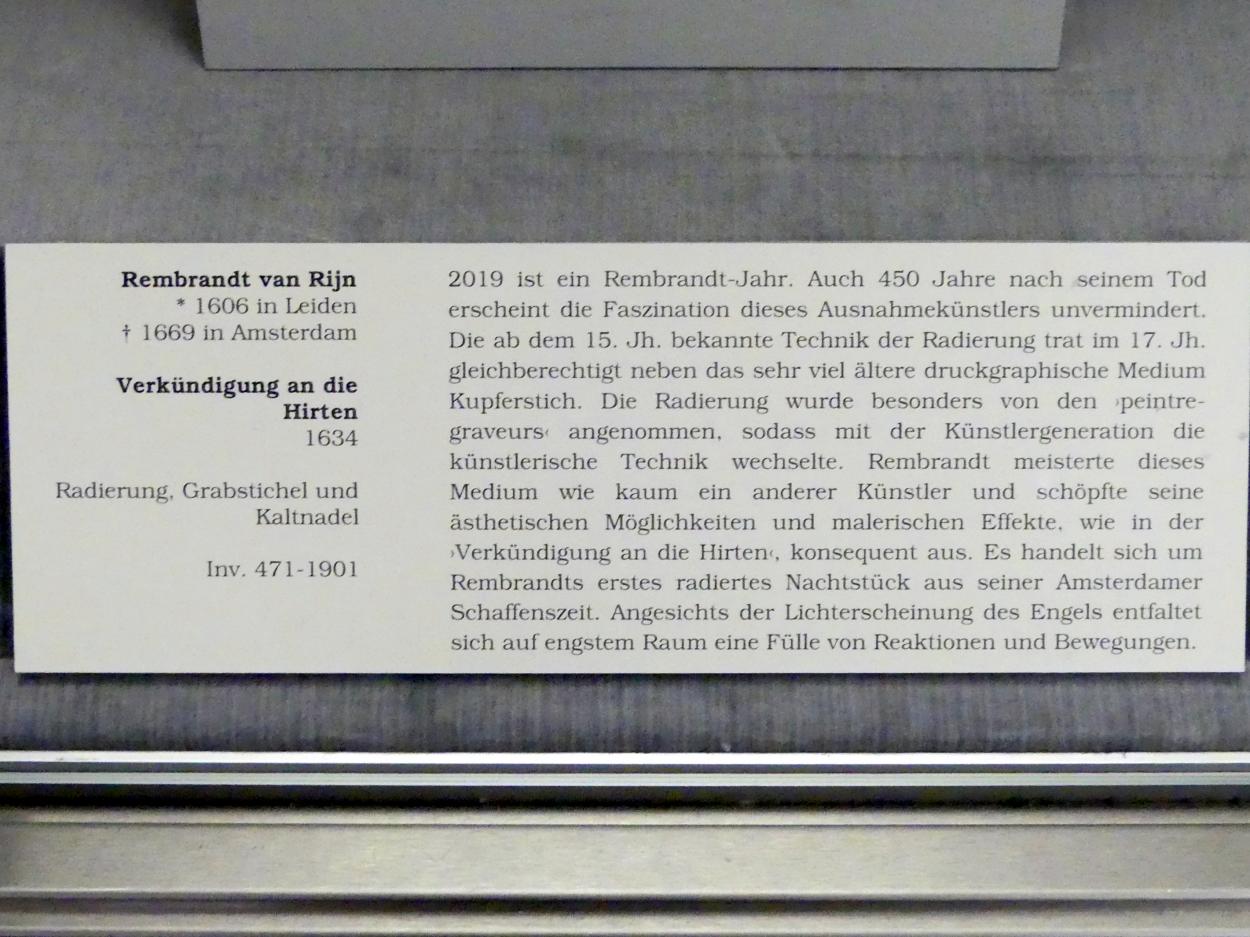 Rembrandt van Rijn
* 1606 in Leiden
† 1669 in Amsterdam
Verkündigung an die
Hirten
1634
Radierung, Grabstichel und
Kaltnadel
Inv. 471-1901
2019 ist ein Rembrandt-Jahr. Auch 450 Jahre nach seinem Tod
erscheint die Faszination dieses Ausnahmekünstlers unvermindert.
Die ab dem 15. Jh. bekannte Technik der Radierung trat im 17. Jh.
gleichberechtigt neben das sehr viel ältere druckgraphische Medium
Kupferstich. Die Radierung wurde besonders von den ›peintre-
graveurs‹ angenommen, sodass mit der Künstlergeneration die
künstlerische Technik wechselte. Rembrandt meisterte dieses
Medium wie kaum ein anderer Künstler und schöpfte seine
ästhetischen Möglichkeiten und malerischen Effekte, wie in der
›Verkündigung an die Hirten‹, konsequent aus. Es handelt sich um
Rembrandts erstes radiertes Nachtstück aus seiner Amsterdamer
Schaffenszeit. Angesichts der Lichterscheinung des Engels entfaltet
sich auf engstem Raum eine Fülle von Reaktionen und Bewegungen.